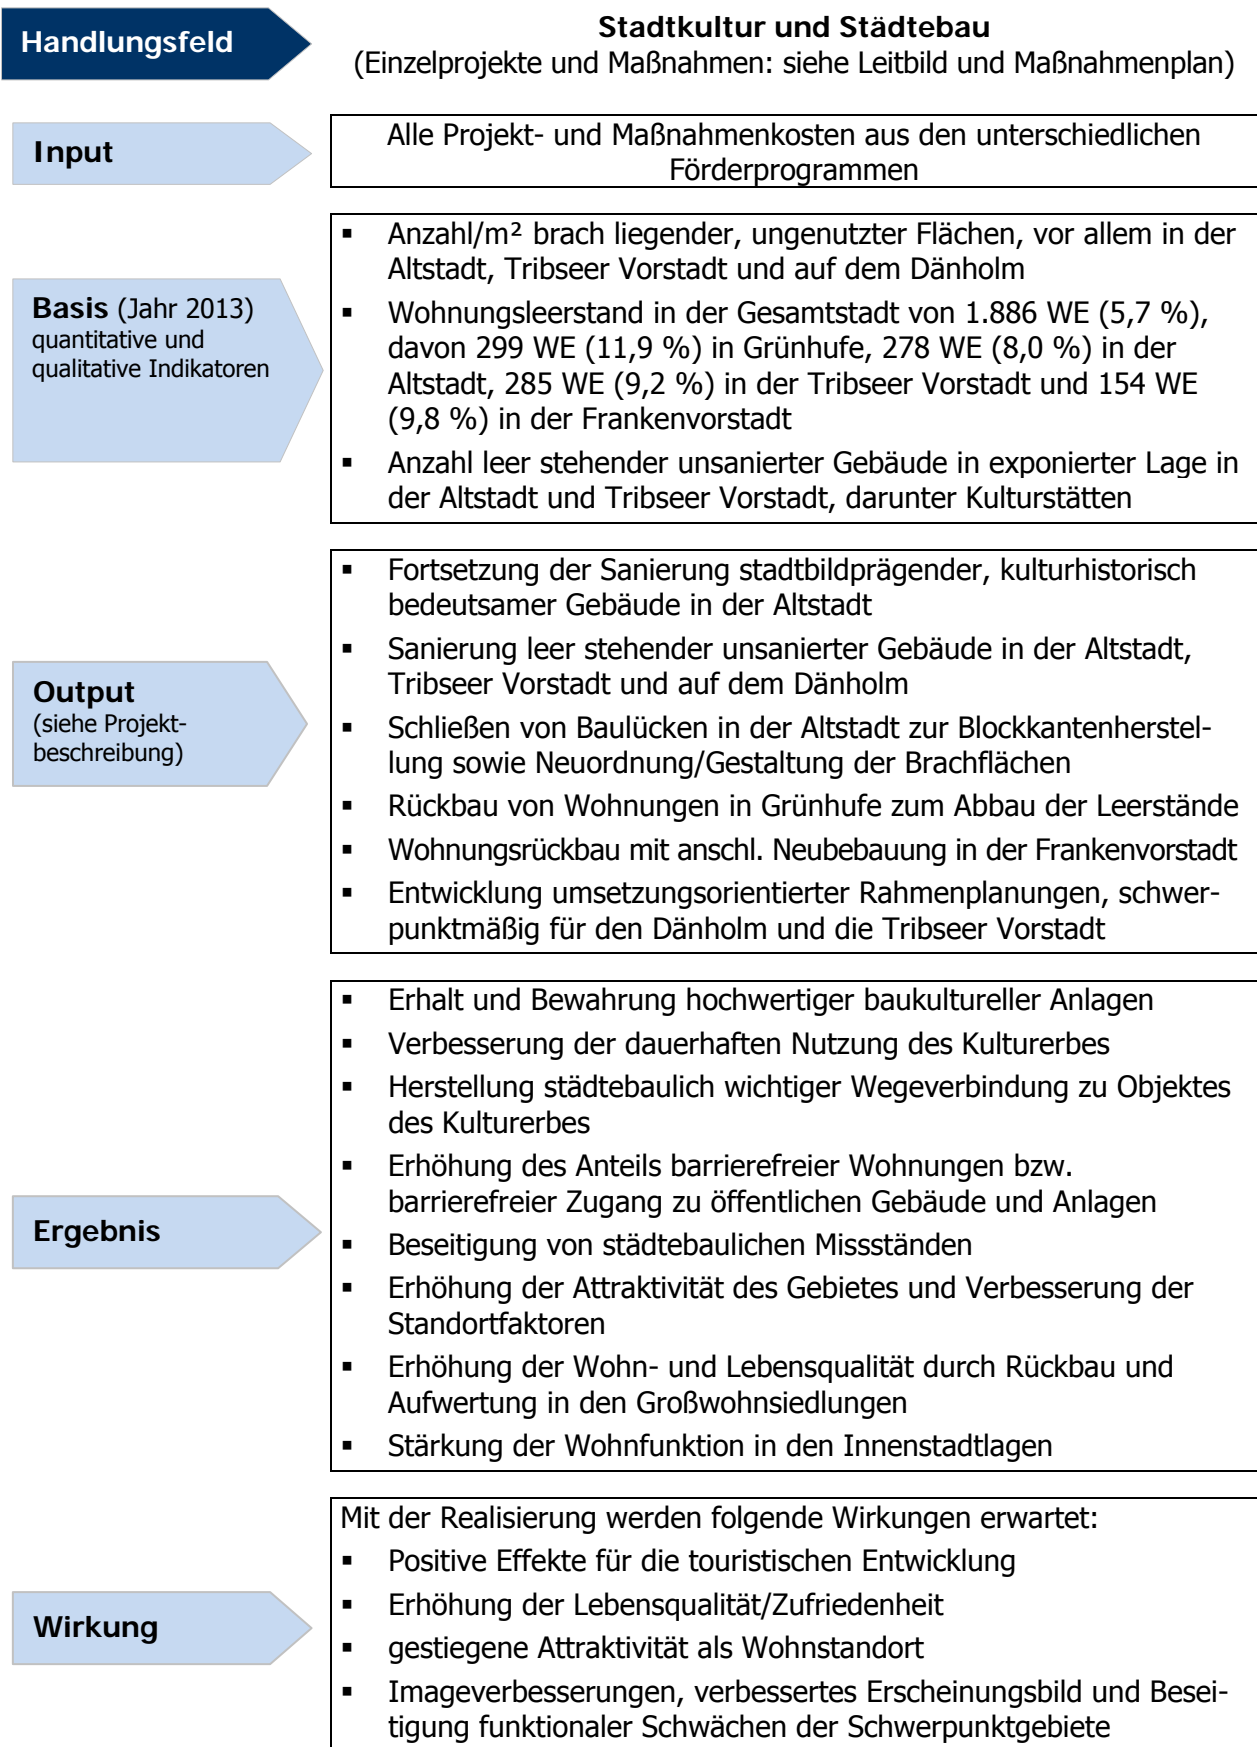 Handlungsfeld
Stadtkultur und Städtebau
(Einzelprojekte und Maßnahmen: siehe Leitbild und Maßnahmenplan)
Input
Alle Projekt- und Maßnahmenkosten aus den unterschiedlichen
Förderprogrammen
Basis (Jahr 2013)
quantitative und
qualitative Indikatoren
▪ Anzahl/m² brach liegender, ungenutzter Flächen, vor allem in der
Altstadt, Tribseer Vorstadt und auf dem Dänholm
▪ Wohnungsleerstand in der Gesamtstadt von 1.886 WE (5,7 %),
davon 299 WE (11,9 %) in Grünhufe, 278 WE (8,0 %) in der
Altstadt, 285 WE (9,2 %) in der Tribseer Vorstadt und 154 WE
(9,8 %) in der Frankenvorstadt
▪ Anzahl leer stehender unsanierter Gebäude in exponierter Lage in
der Altstadt und Tribseer Vorstadt, darunter Kulturstätten
Output
(siehe Projekt-
beschreibung)
▪ Fortsetzung der Sanierung stadtbildprägender, kulturhistorisch
bedeutsamer Gebäude in der Altstadt
▪ Sanierung leer stehender unsanierter Gebäude in der Altstadt,
Tribseer Vorstadt und auf dem Dänholm
▪ Schließen von Baulücken in der Altstadt zur Blockkantenherstel-
lung sowie Neuordnung/Gestaltung der Brachflächen
▪ Rückbau von Wohnungen in Grünhufe zum Abbau der Leerstände
▪ Wohnungsrückbau mit anschl. Neubebauung in der Frankenvorstadt
▪ Entwicklung umsetzungsorientierter Rahmenplanungen, schwer-
punktmäßig für den Dänholm und die Tribseer Vorstadt
Ergebnis
▪ Erhalt und Bewahrung hochwertiger baukultureller Anlagen
▪ Verbesserung der dauerhaften Nutzung des Kulturerbes
▪ Herstellung städtebaulich wichtiger Wegeverbindung zu Objektes
des Kulturerbes
▪ Erhöhung des Anteils barrierefreier Wohnungen bzw.
barrierefreier Zugang zu öffentlichen Gebäude und Anlagen
▪ Beseitigung von städtebaulichen Missständen
▪ Erhöhung der Attraktivität des Gebietes und Verbesserung der
Standortfaktoren
▪ Erhöhung der Wohn- und Lebensqualität durch Rückbau und
Aufwertung in den Großwohnsiedlungen
▪ Stärkung der Wohnfunktion in den Innenstadtlagen
Wirkung
Mit der Realisierung werden folgende Wirkungen erwartet:
▪ Positive Effekte für die touristischen Entwicklung
▪ Erhöhung der Lebensqualität/Zufriedenheit
▪ gestiegene Attraktivität als Wohnstandort
▪ Imageverbesserungen, verbessertes Erscheinungsbild und Besei-
tigung funktionaler Schwächen der Schwerpunktgebiete